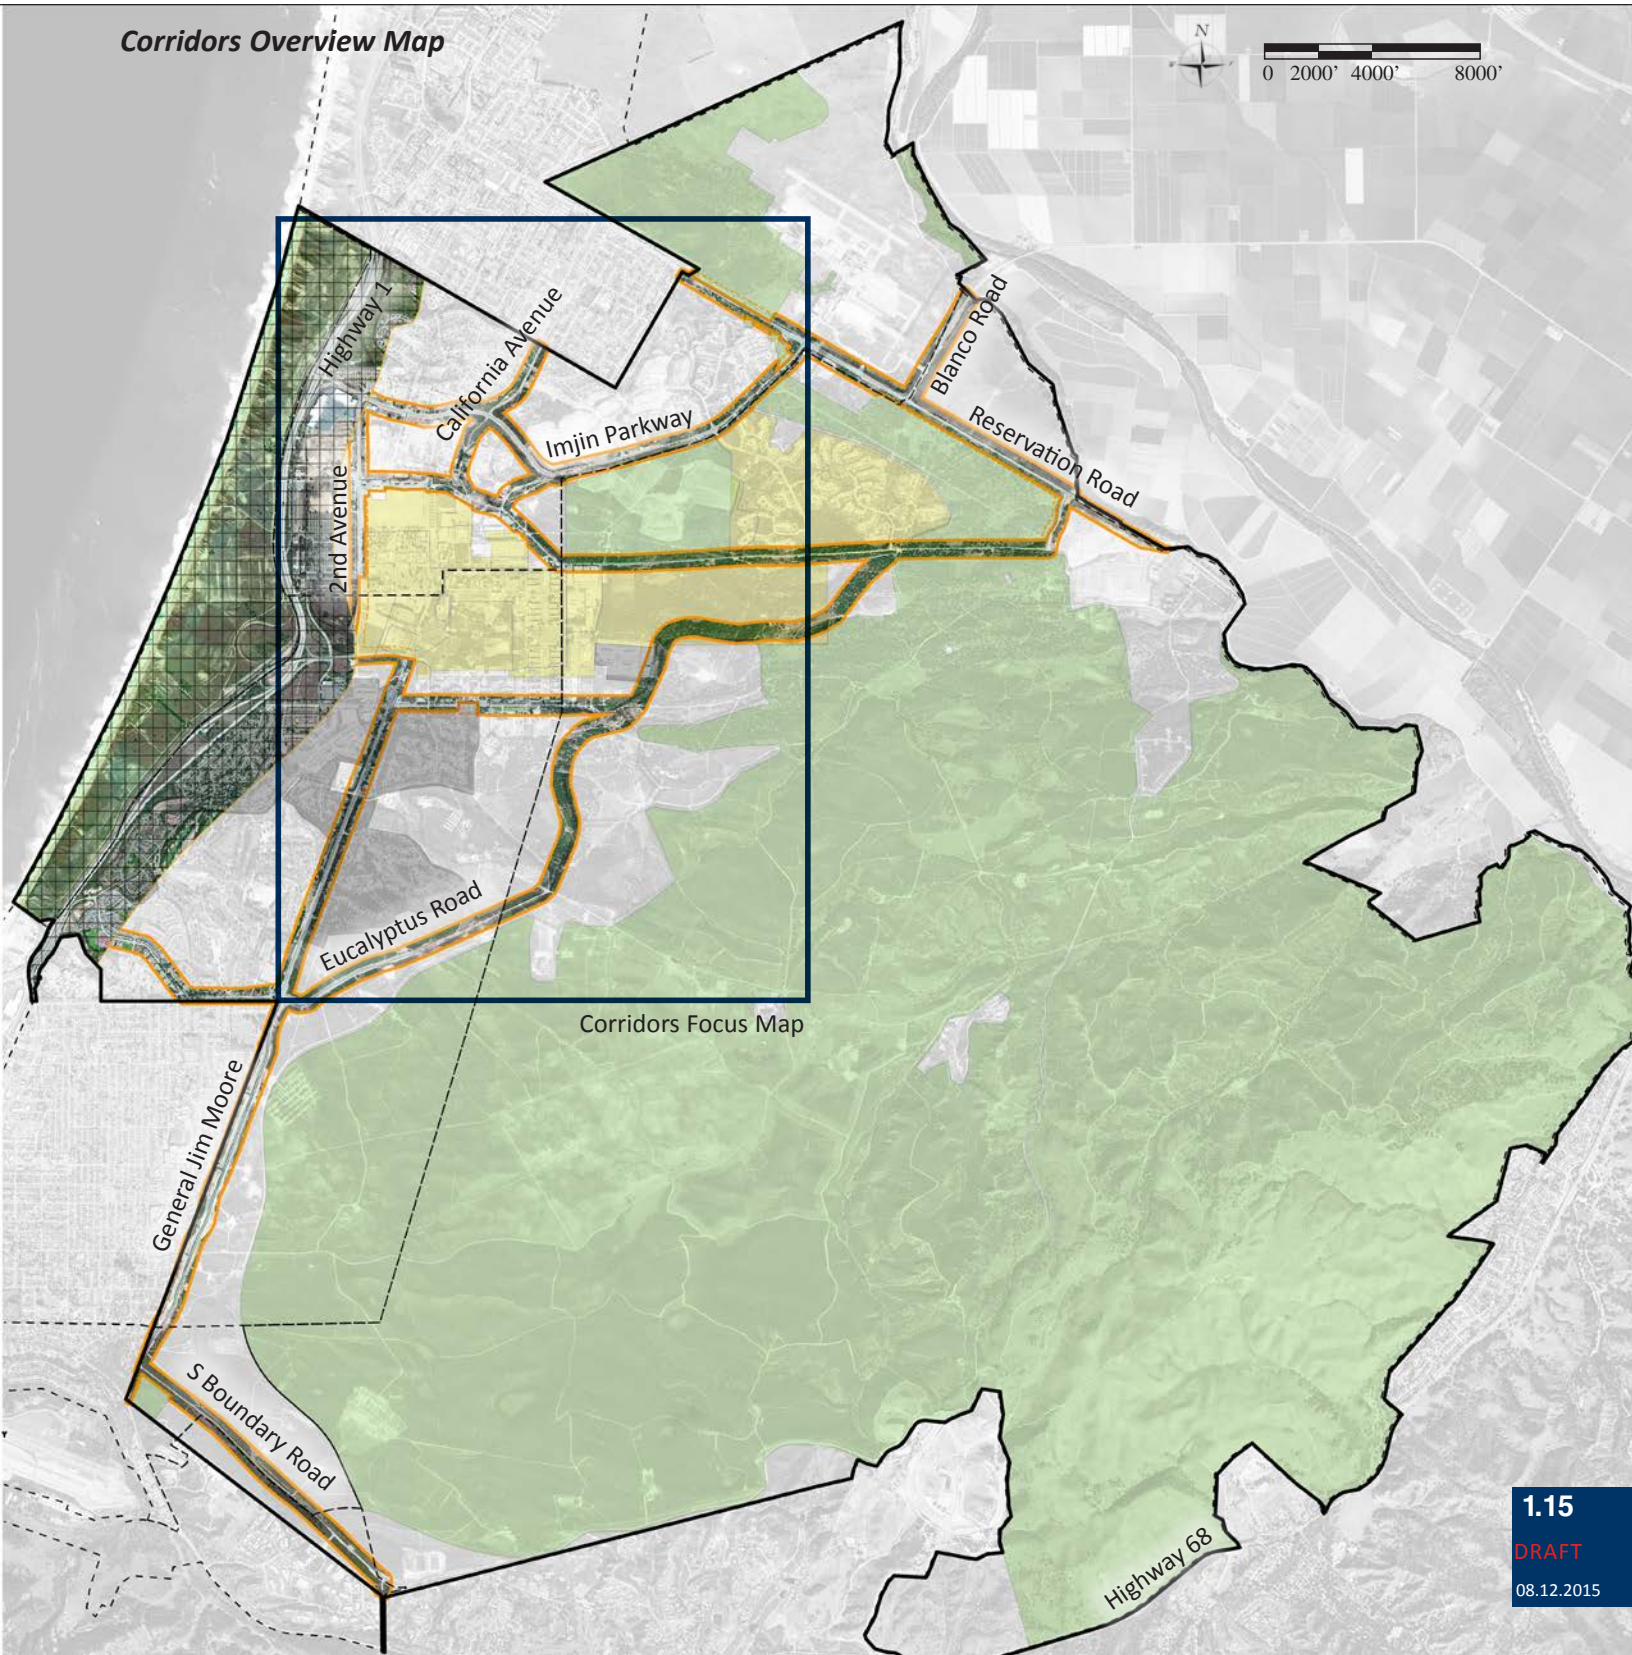 Corridors Overview Map
N
0 2000' 4000' 8000'
Highway 1
California Avenue
Blanco Road
Imjin Parkway
Reservation Road
2nd Avenue
Eucalyptus Road
Corridors Focus Map
General Jim Moore
S Boundary Road
Highway 68
1.15
DRAFT
08.12.2015